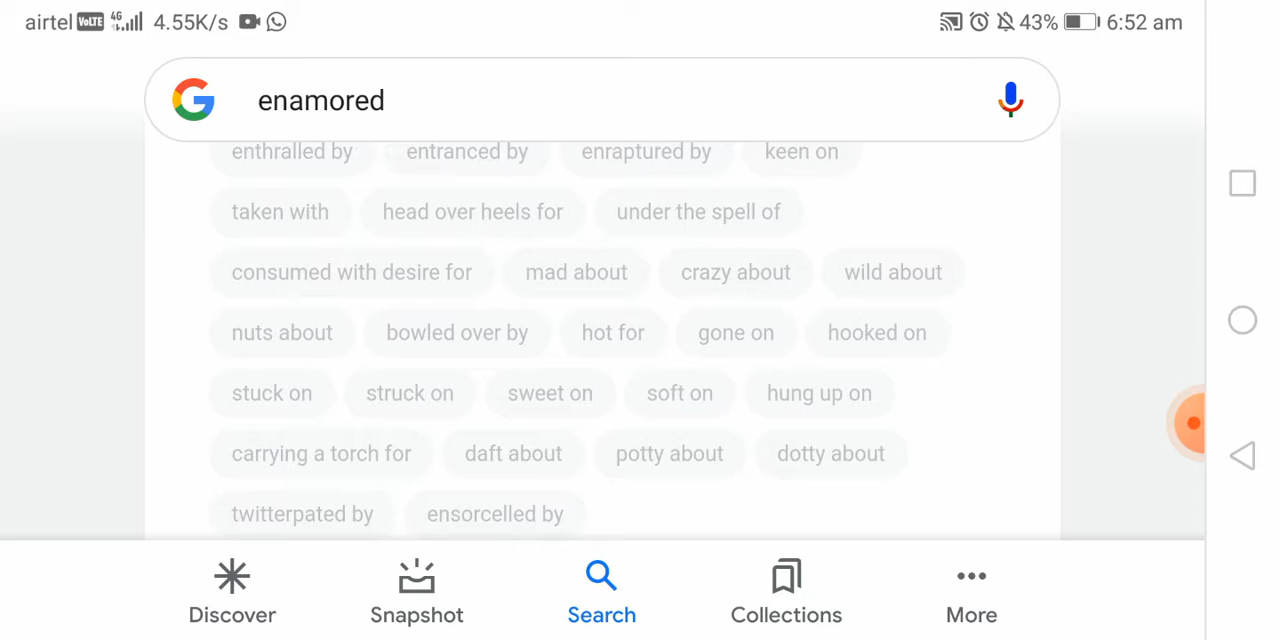 airtel VoLTE 4G 4.55K/s 43% 6:52 am
enamored
enthralled by entranced by enraptured by keen on
taken with head over heels for under the spell of
consumed with desire for mad about crazy about wild about
nuts about bowled over by hot for gone on hooked on
stuck on struck on sweet on soft on hung up on
carrying a torch for daft about potty about dotty about
twitterpated by ensorcelled by
Discover Snapshot Search Collections More